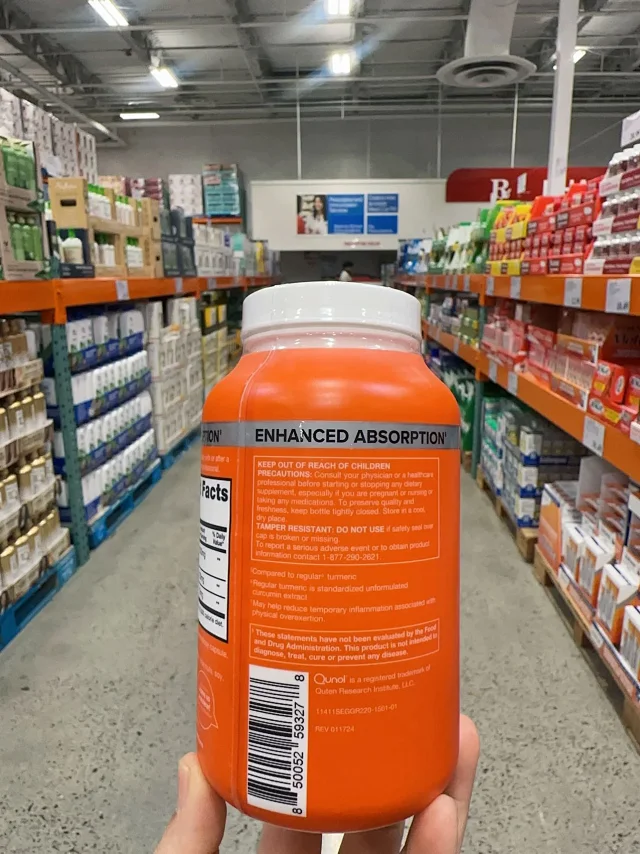 TION†
ENHANCED ABSORPTION†
Facts
% Daily
Value
KEEP OUT OF REACH OF CHILDREN
PRECAUTIONS: Consult your physician or a healthcare
professional before starting or stopping any dietary
supplement, especially if you are pregnant or nursing or
taking any medications. To preserve quality and
freshness, keep bottle tightly closed. Store in a cool,
dry place.
TAMPER RESISTANT: DO NOT USE if safety seal over
cap is broken or missing.
To report a serious adverse event or to obtain product
information contact 1-877-290-2621.
Compared to regular turmeric
Regular turmeric is standardized unformulated
curcumin extract
May help reduce temporary inflammation associated with
physical overexertion.
* These statements have not been evaluated by the Food
and Drug Administration. This product is not intended to
diagnose, treat, cure or prevent any disease.
Qunol® is a registered trademark of
Quten Research Institute, LLC.
REV 011724
8 50052 59327 8